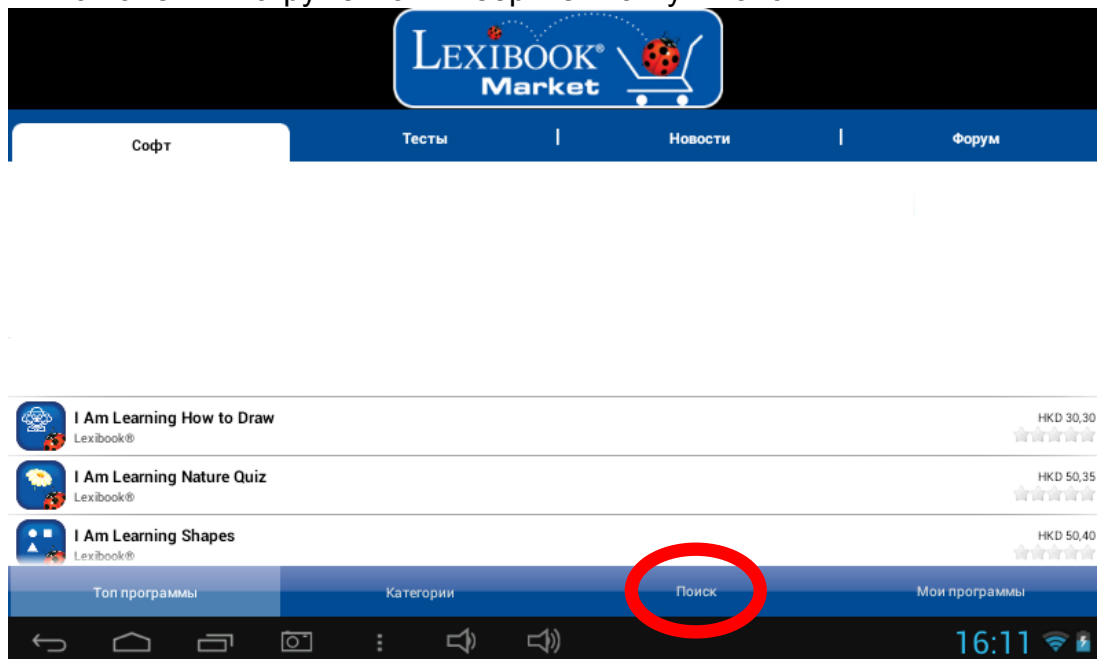 LEXIBOOK®
Market
Софт
Тесты | Новости | Форум
I Am Learning How to Draw
HKD 30,30
Lexibook®
I Am Learning Nature Quiz
HKD 50,35
Lexibook®
I Am Learning Shapes
HKD 50,40
Lexibook®
Топ программы
Категории
Поиск
Мои программы
16:11